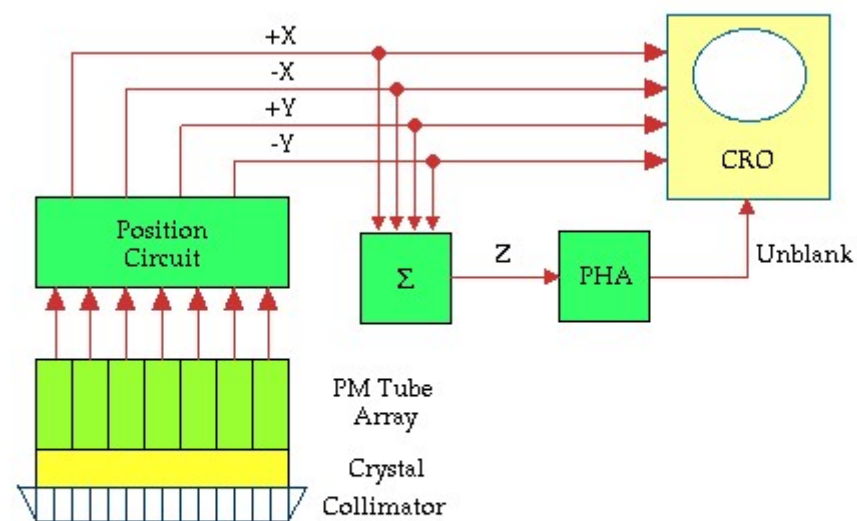 +X
-X
+Y
-Y
CRO
Position
Circuit
Σ
Z
PHA
Unblank
PM Tube
Array
Crystal
Collimator